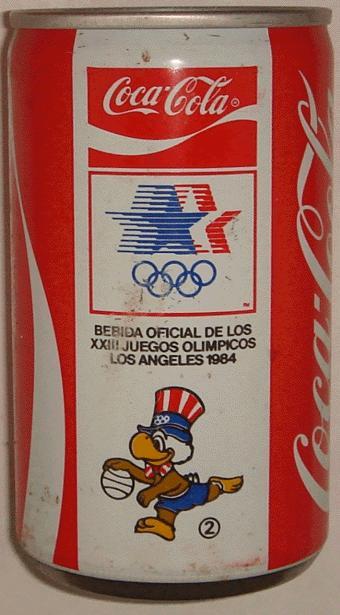 Coca-Cola
BEBIDA OFICIAL DE LOS
XXIII JUEGOS OLIMPICOS
LOS ANGELES 1984
2
Coca-Cola